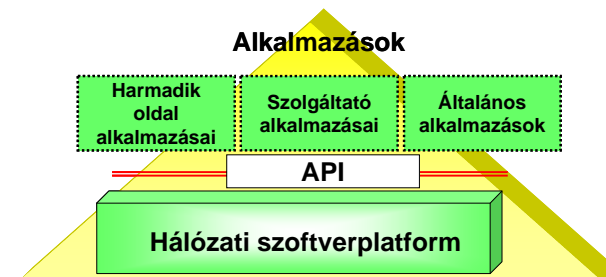 Alkalmazások
Harmadik
oldal
alkalmazásai
Szolgáltató
alkalmazásai
Általános
alkalmazások
API
Hálózati szoftverplatform